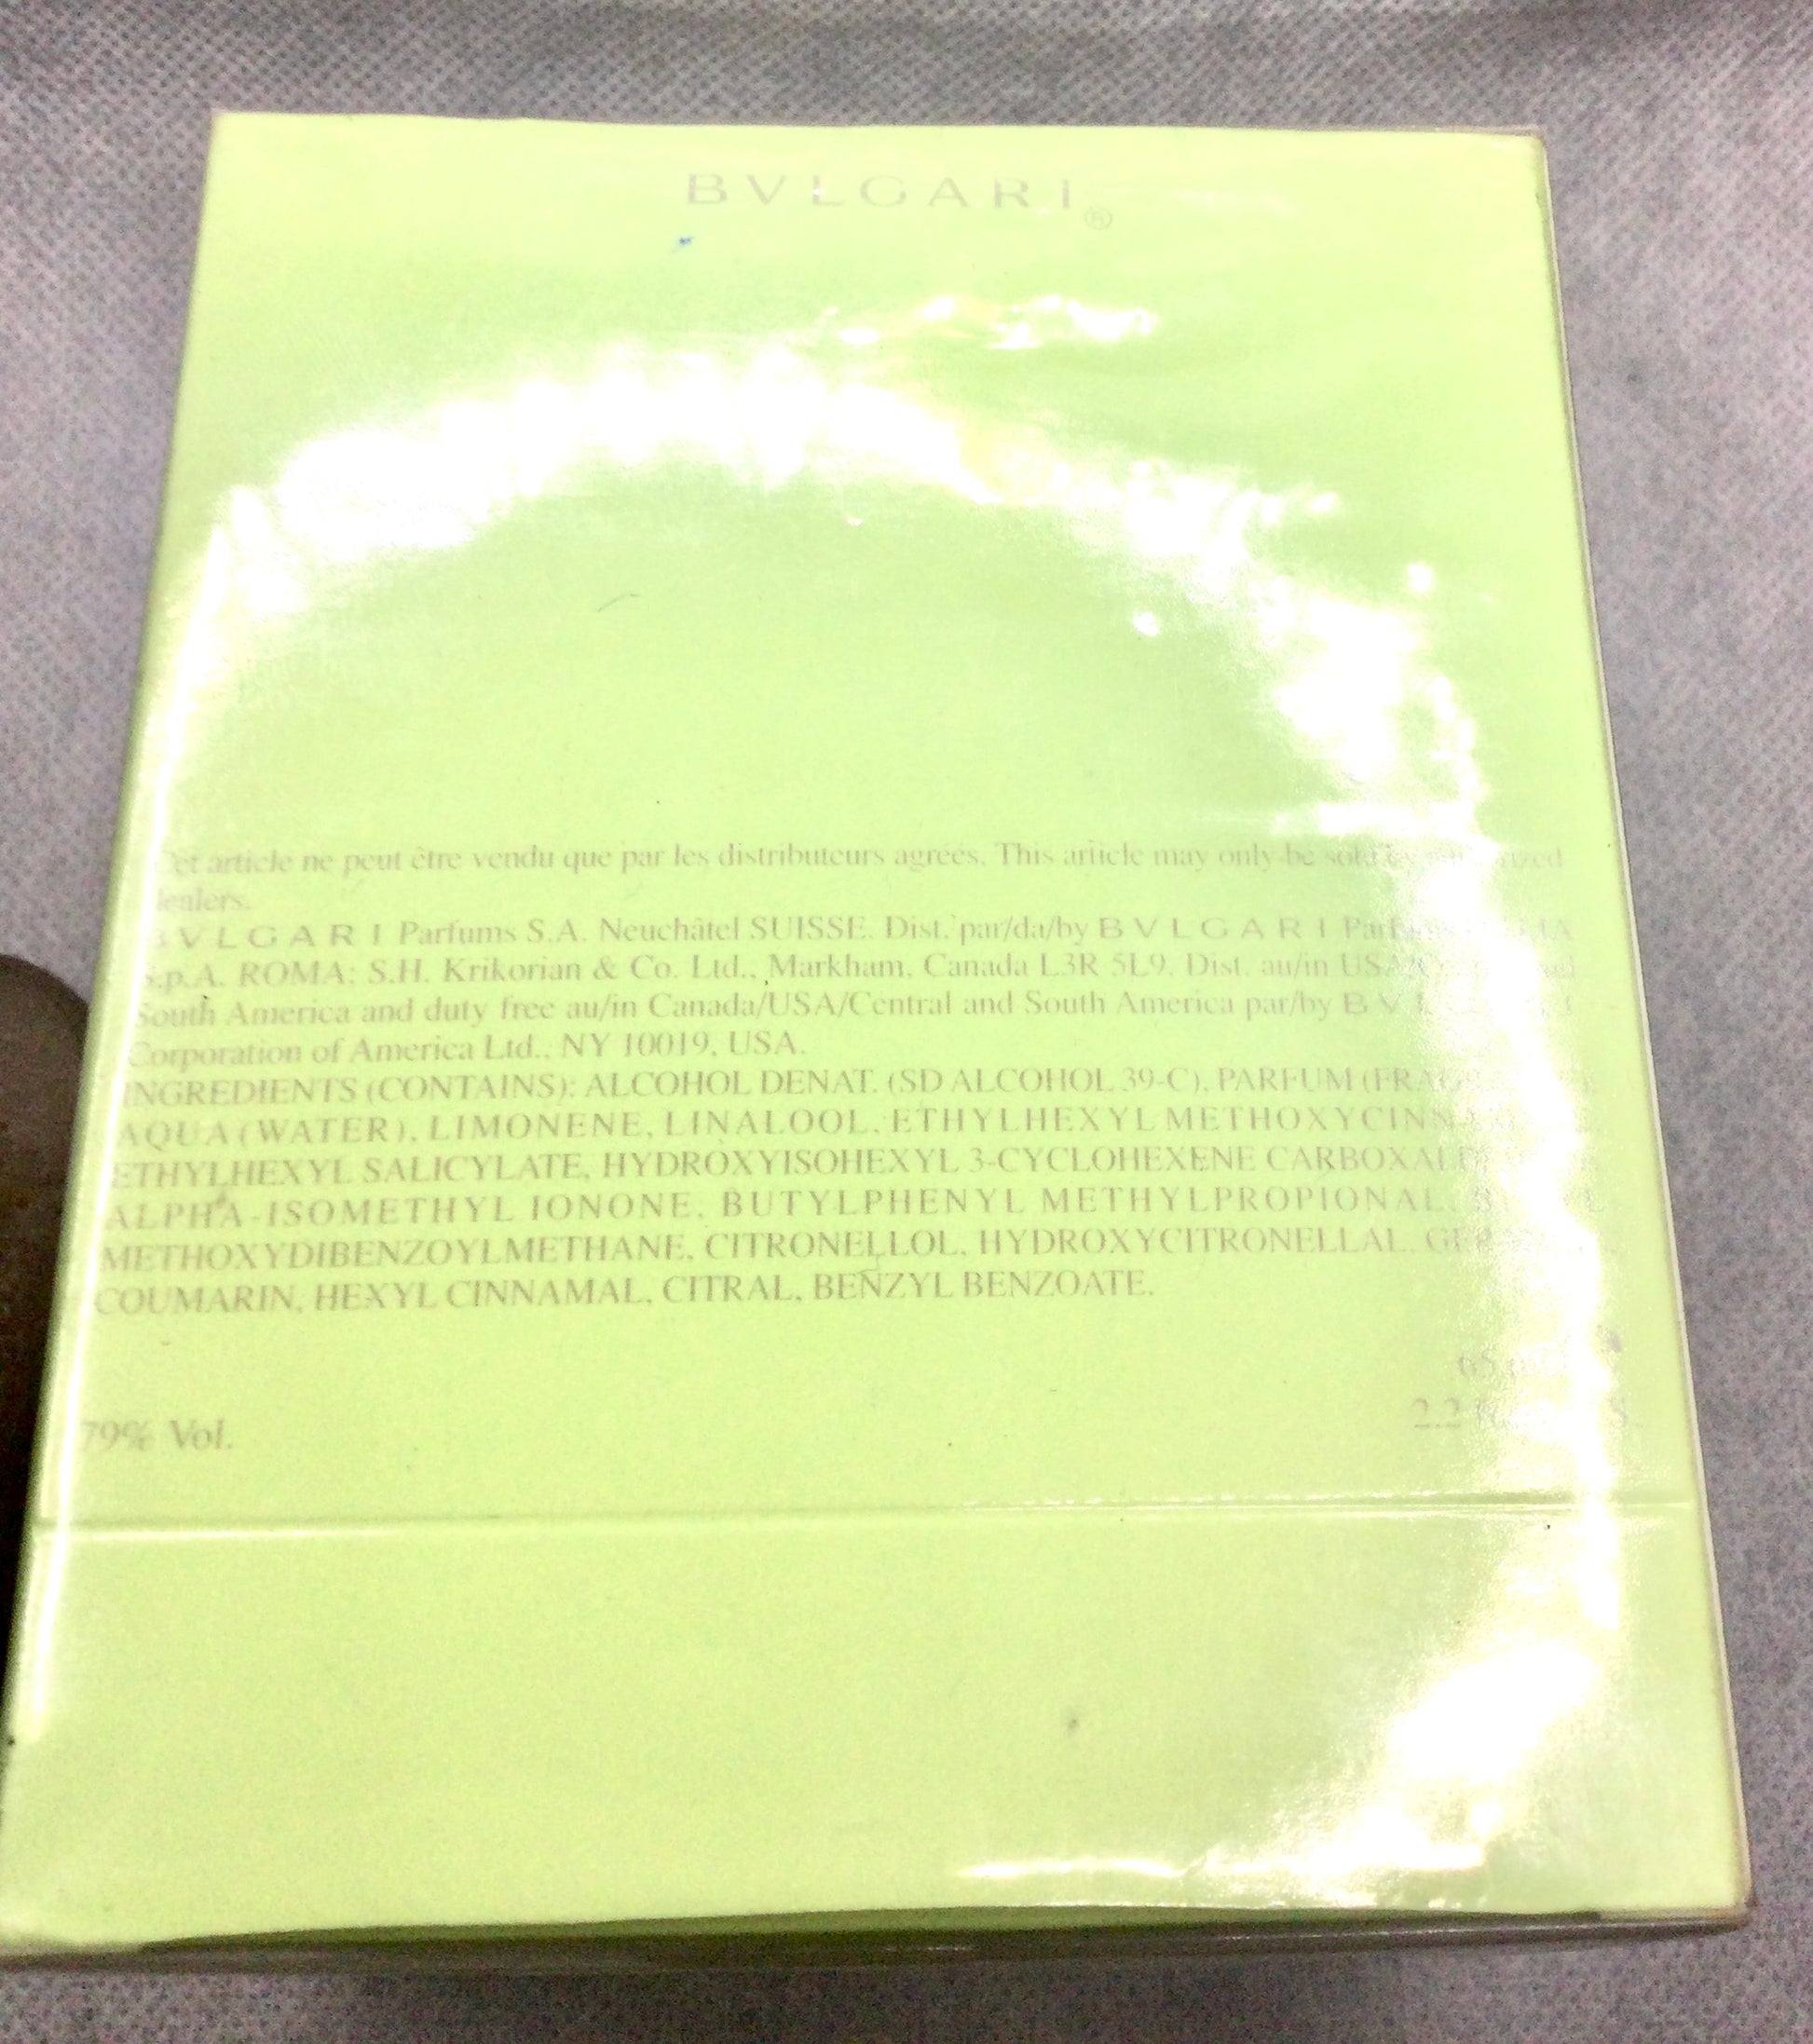 BVLGARI®
et article ne peut être vendu que par les distributeurs agréés. This article may only be sold
BVLGARI Parfums S.A. Neuchâtel SUISSE. Dist. par/da/by BVLGARI
S.p.A. ROMA; S.H. Krikorian & Co. Ltd., Markham, Canada L3R 5L9. Dist. au/in
South America and duty free au/in Canada/USA/Central and South America par/by
Corporation of America Ltd., NY 10019, USA.
INGREDIENTS (CONTAINS): ALCOHOL DENAT. (SD ALCOHOL 39-C), PARFUM
AQUA (WATER), LIMONENE, LINALOOL, ETHYLHEXYL
ETHYLHEXYL SALICYLATE, HYDROXYISOHEXYL 3-CYCLOHEXENE
ALPHA-ISOMETHYL IONONE, BUTYLPHENYL METHYLPROPIONAL,
METHOXYDIBENZOYLMETHANE, CITRONELLOL, HYDROXYCITRONELLAL,
COUMARIN, HEXYL CINNAMAL, CITRAL, BENZYL BENZOATE.
79% Vol.
2.2